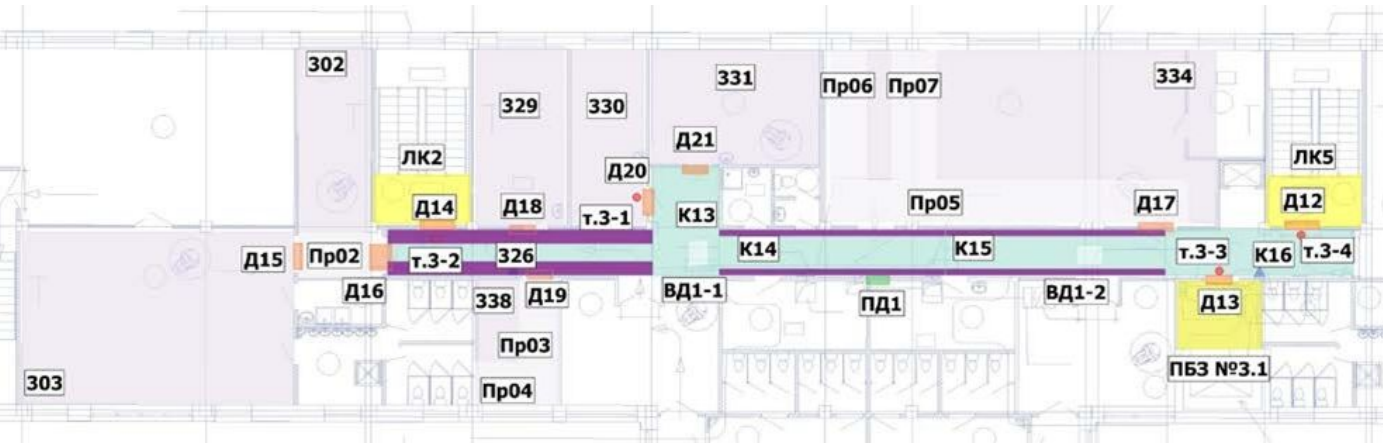 302
329
330
331
Пр06
Пр07
334
ЛК2
Д21
ЛК5
Д20
Д14
Д18
т.3-1
К13
Пр05
Д17
Д12
Д15
Пр02
т.3-2
326
К14
К15
т.3-3
К16
т.3-4
Д16
338
Д19
ВД1-1
ПД1
ВД1-2
Д13
Пр03
303
Пр04
ПБЗ №3.1